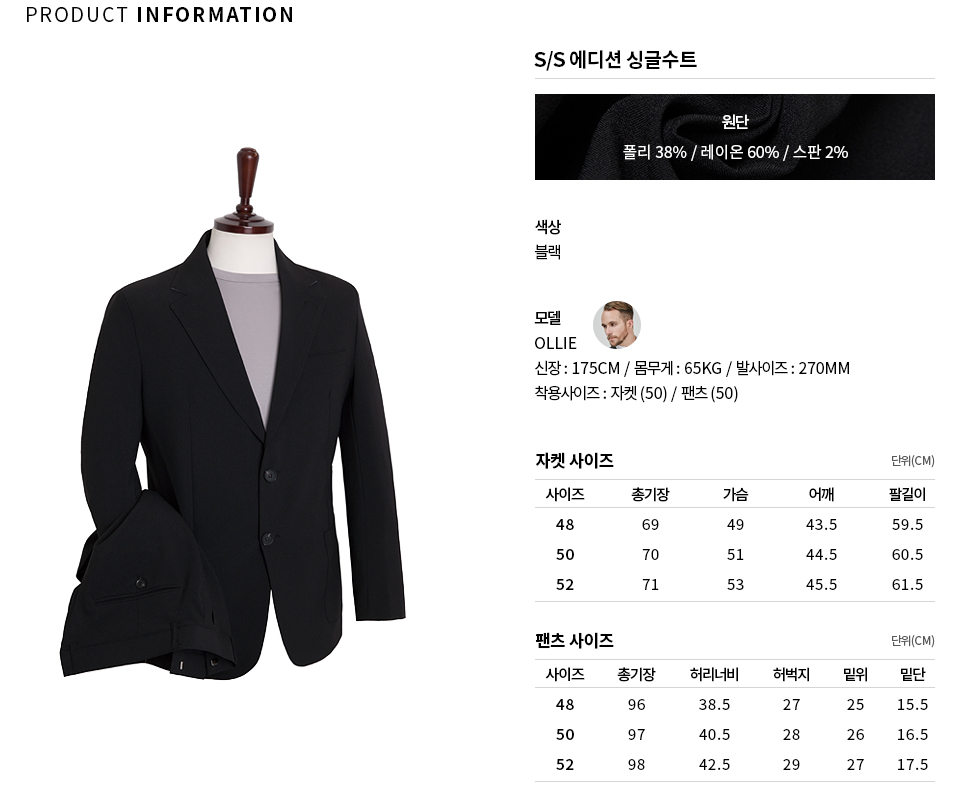 PRODUCT INFORMATION
S/S 에디션 싱글수트
원단
폴리 38% / 레이온 60% / 스판 2%
색상
블랙
모델
OLLIE
신장 : 175CM / 몸무게 : 65KG / 발사이즈 : 270MM
착용사이즈 : 자켓 (50) / 팬츠 (50)
자켓 사이즈 단위(CM)
사이즈 총기장 가슴 어깨 팔길이
48 69 49 43.5 59.5
50 70 51 44.5 60.5
52 71 53 45.5 61.5
팬츠 사이즈 단위(CM)
사이즈 총기장 허리너비 허벅지 밑위 밑단
48 96 38.5 27 25 15.5
50 97 40.5 28 26 16.5
52 98 42.5 29 27 17.5